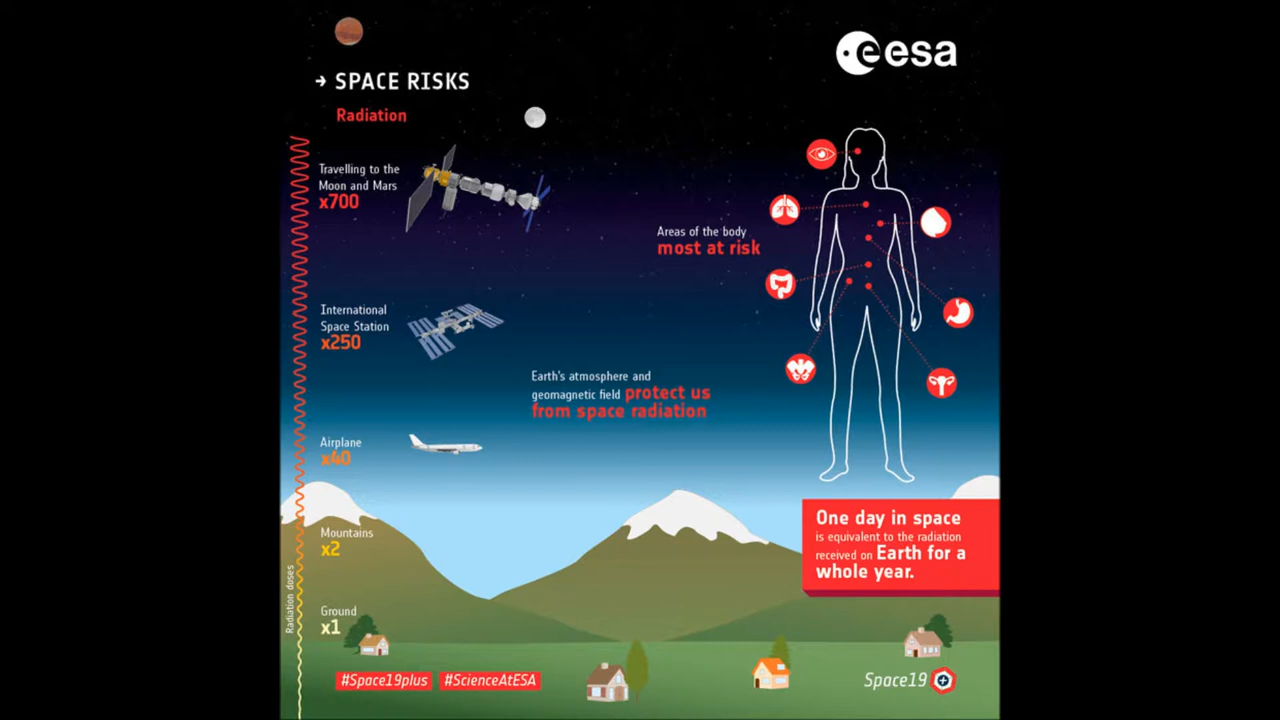 esa
→ SPACE RISKS
Radiation
Travelling to the
Moon and Mars
x700
Areas of the body
most at risk
International
Space Station
x250
Earth's atmosphere and
geomagnetic field protect us
from space radiation
Airplane
x40
Mountains
x2
One day in space
is equivalent to the radiation
received on Earth for a
whole year.
Radiation doses
Ground
x1
#Space19plus #ScienceAtESA
Space19+